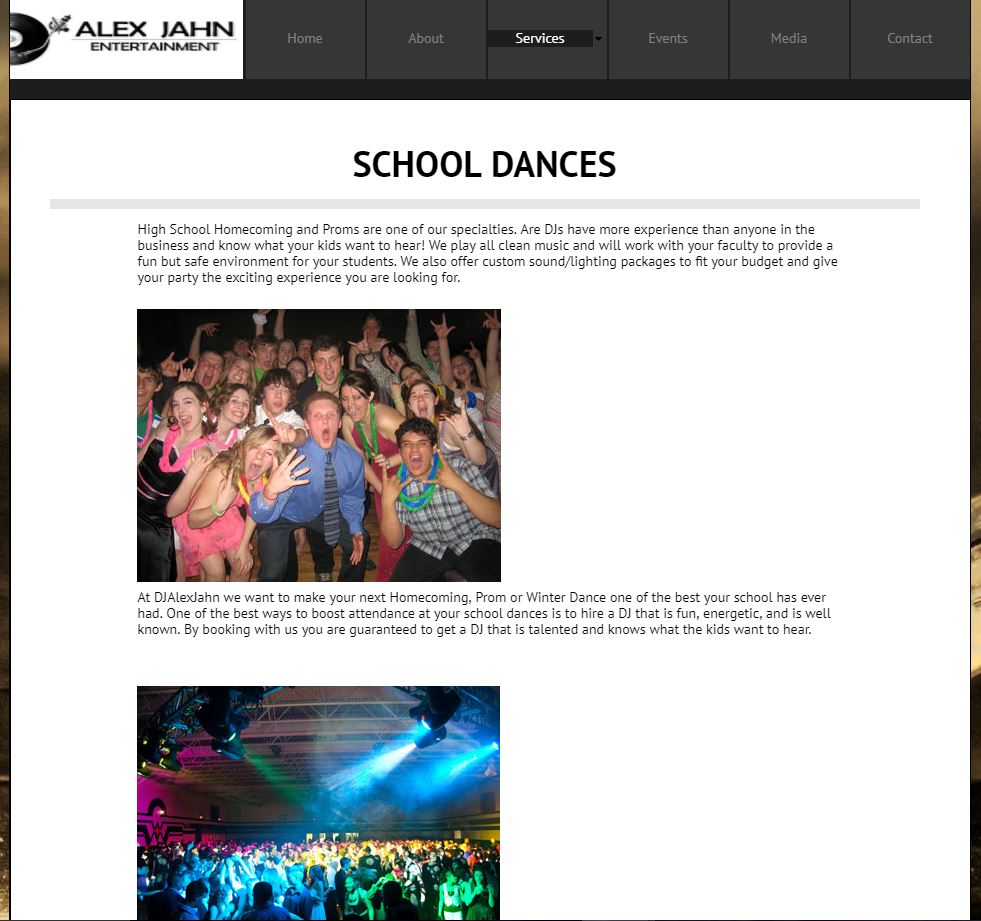 ALEX JAHN
ENTERTAINMENT
Home
About
Services
Events
Media
Contact
SCHOOL DANCES
High School Homecoming and Proms are one of our specialties. Are DJs have more experience than anyone in the
business and know what your kids want to hear! We play all clean music and will work with your faculty to provide a
fun but safe environment for your students. We also offer custom sound/lighting packages to fit your budget and give
your party the exciting experience you are looking for.
At DJAlexJahn we want to make your next Homecoming, Prom or Winter Dance one of the best your school has ever
had. One of the best ways to boost attendance at your school dances is to hire a DJ that is fun, energetic, and is well
known. By booking with us you are guaranteed to get a DJ that is talented and knows what the kids want to hear.